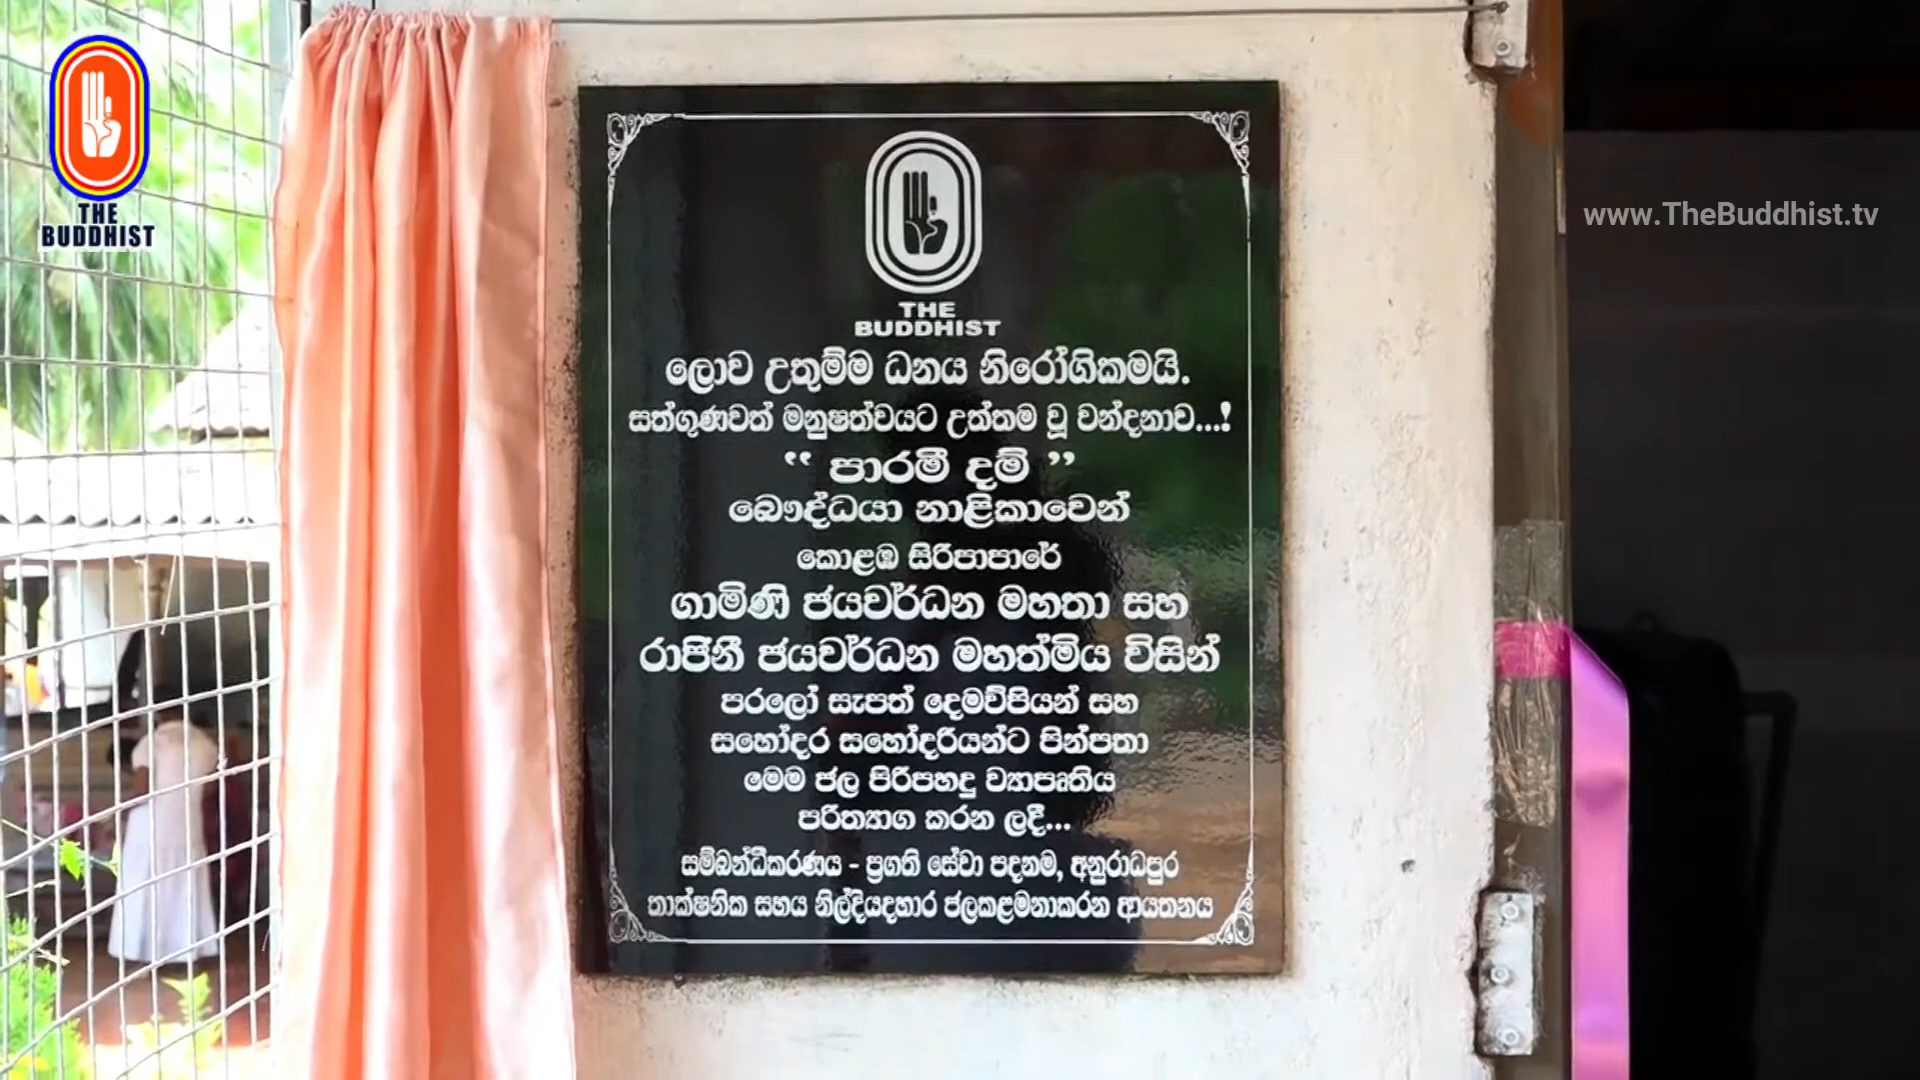 THE
BUDDHIST
www.TheBuddhist.tv
THE
BUDDHIST
ලොව උතුම්ම ධනය නිරෝගිකමයි.
සත්ගුණවත් මනුෂත්වයට උත්තම වූ වන්දනාව...!
“ පාරමී දම් ”
බෞද්ධයා නාළිකාවෙන්
කොළඹ සිරිපාපාරේ
ගාමිණි ජයවර්ධන මහතා සහ
රාජිනී ජයවර්ධන මහත්මිය විසින්
පරලෝ සැපත් දෙමව්පියන් සහ
සහෝදර සහෝදරියන්ට පින්පතා
මෙම ජල පිරිපහදු ව්‍යාපෘතිය
පරිත්‍යාග කරන ලදී...
සම්බන්ධීකරණය - ප්‍රගති සේවා පදනම, අනුරාධපුර
තාක්ෂනික සහය නිල්දියදහාර ජලකළමනාකරන ආයතනය